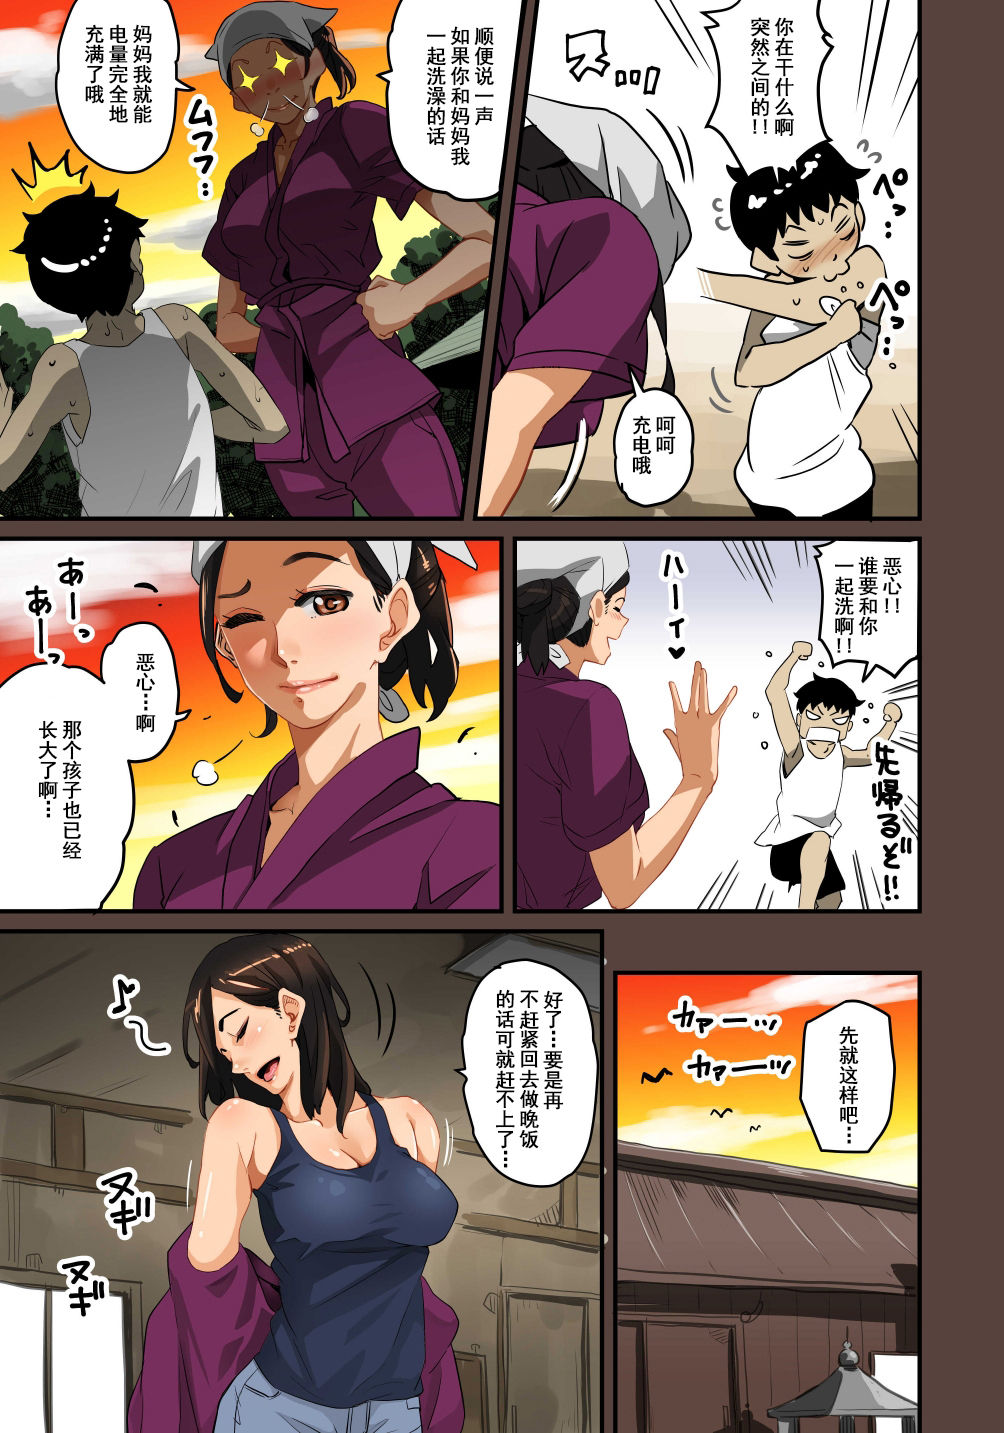 你在干什么啊
突然之间的!!
ペっ…
ペっ…
ス…
呵呵
充电哦
顺便说一声
如果你和妈妈我
一起洗澡的话
妈妈我就能
电量完全地
充满了哦
ムフフ…
恶心!!
谁要和你
一起洗啊!!
ハーイ♥
先帰るぞ!!
恶心…啊
あーっ
あーっ
那个孩子也已经
长大了啊…
先就这样吧…
カァーッ
カァーッ
好了…要是再
不赶紧回去做晚饭
的话可就赶不上了…
♪
ヌギ
ヌギ